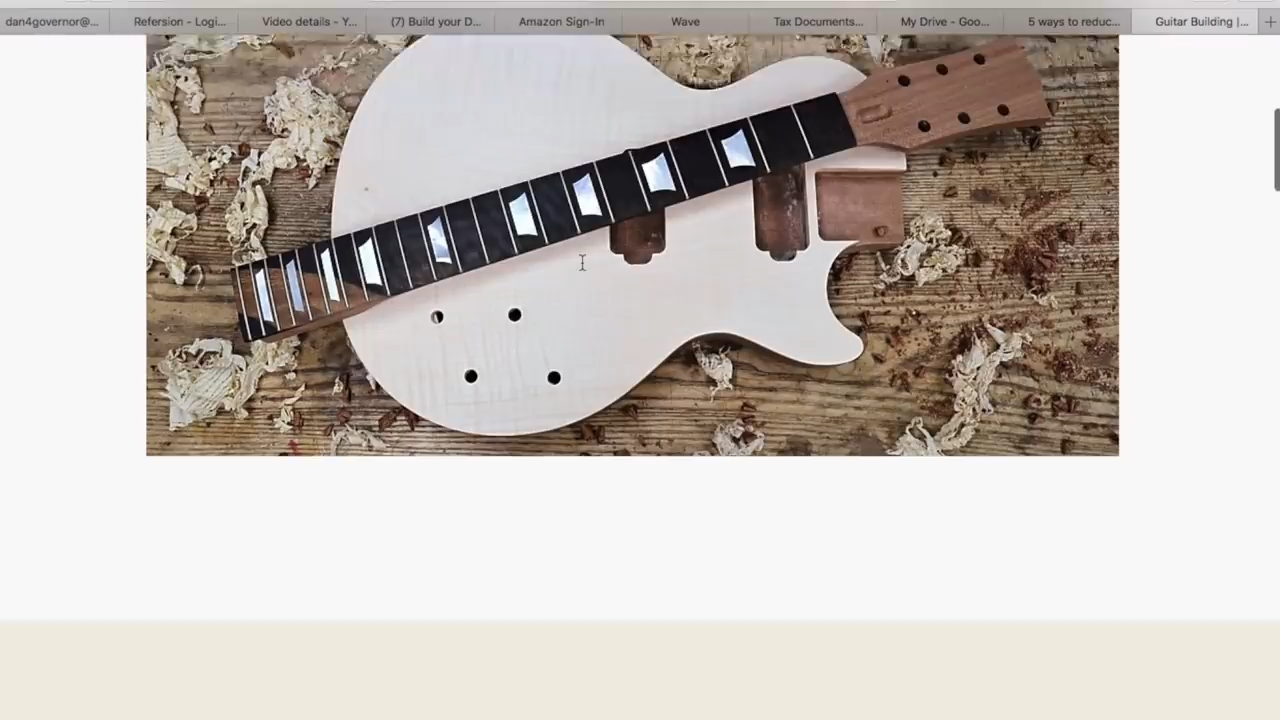 dan4governor@...
Refersion - Logi...
Video details - Y...
(7) Build your D...
Amazon Sign-In
Wave
Tax Documents...
My Drive - Goo...
5 ways to reduc...
Guitar Building |...